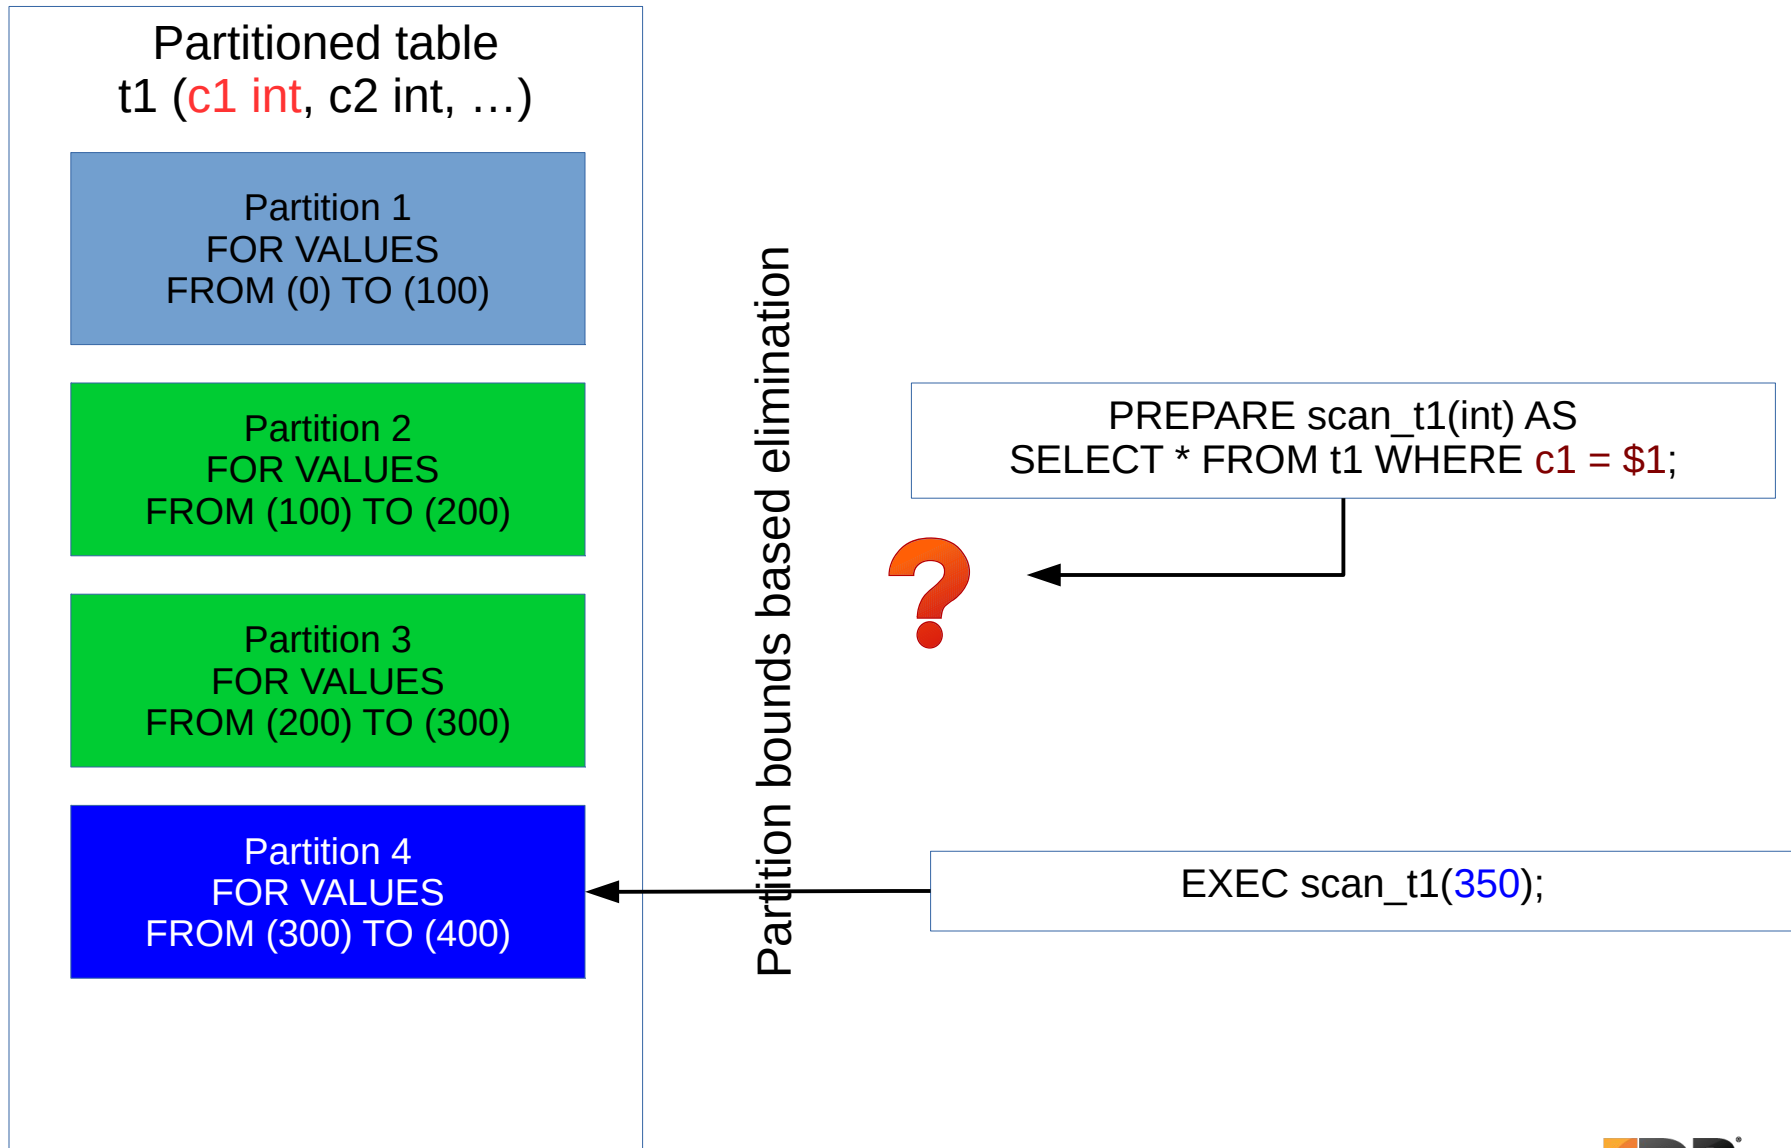 Partitioned table
t1 (c1 int, c2 int, …)
Partition 1
FOR VALUES
FROM (0) TO (100)
Partition 2
FOR VALUES
FROM (100) TO (200)
Partition 3
FOR VALUES
FROM (200) TO (300)
Partition 4
FOR VALUES
FROM (300) TO (400)
Partition bounds based elimination
PREPARE scan_t1(int) AS
SELECT * FROM t1 WHERE c1 = $1;
?
EXEC scan_t1(350);